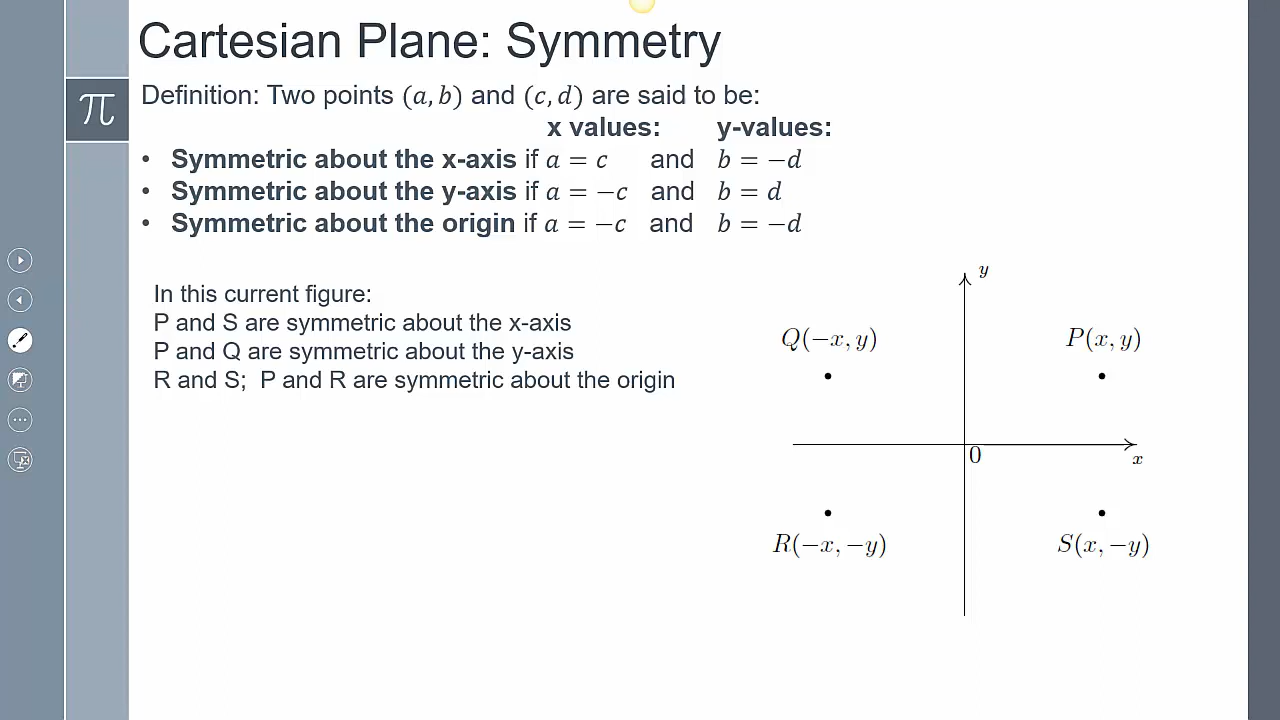 Cartesian Plane: Symmetry
π
Definition: Two points (a, b) and (c, d) are said to be:
x values: y-values:
• Symmetric about the x-axis if a = c and b = −d
• Symmetric about the y-axis if a = −c and b = d
• Symmetric about the origin if a = −c and b = −d
In this current figure:
P and S are symmetric about the x-axis
P and Q are symmetric about the y-axis
R and S; P and R are symmetric about the origin
y
Q(−x, y) P(x, y)
0
x
R(−x, −y) S(x, −y)